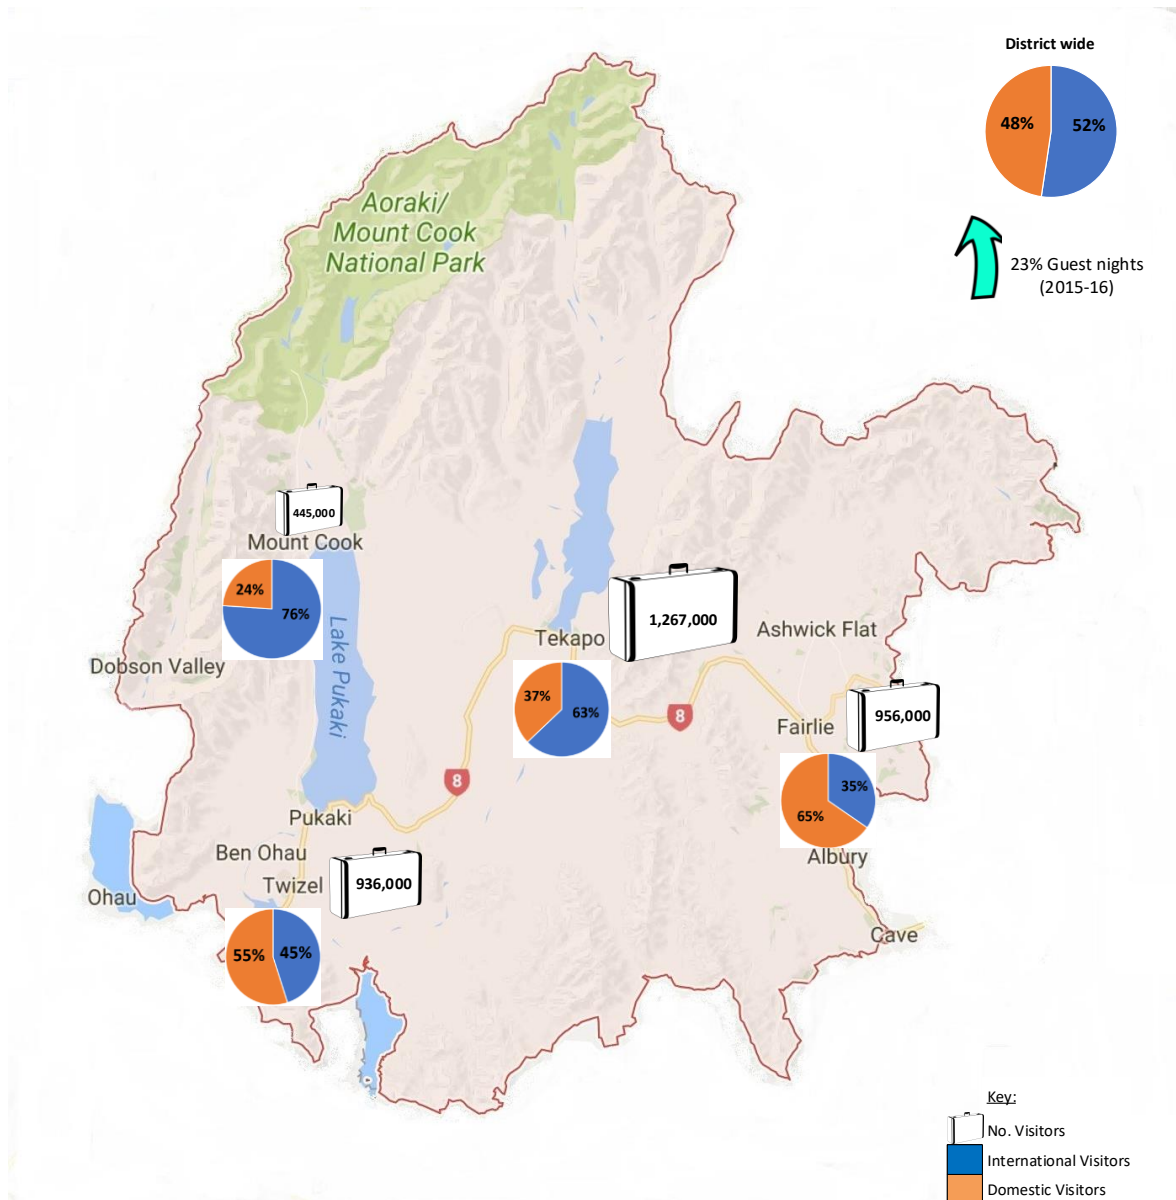 District wide
48%
52%
23% Guest nights
(2015-16)
Aoraki/
Mount Cook
National Park
445,000
Mount Cook
24%
76%
Lake Pukaki
Dobson Valley
Tekapo
1,267,000
Ashwick Flat
37%
63%
8
Fairlie
956,000
8
35%
65%
Pukaki
Ben Ohau
Twizel
936,000
Albury
Ohau
Cave
55%
45%
Key:
No. Visitors
International Visitors
Domestic Visitors